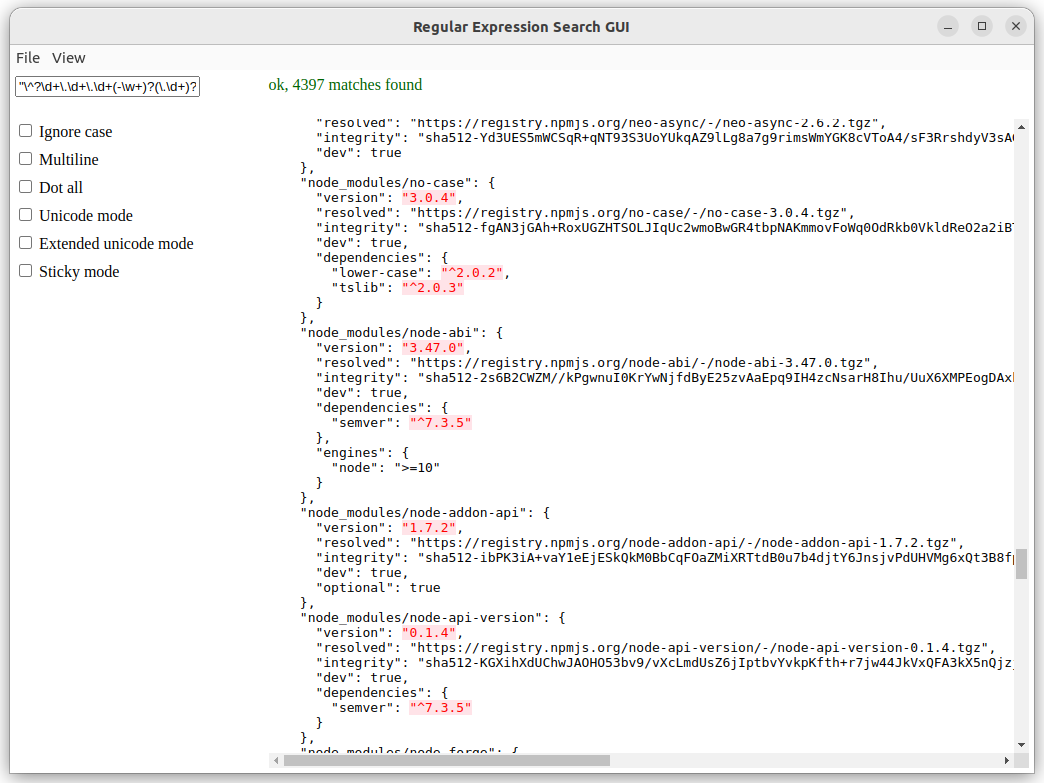 Regular Expression Search GUI
File View
"\^?\d+\.\d+\.\d+(-\w+)?(\.\d+)?
ok, 4397 matches found
Ignore case
Multiline
Dot all
Unicode mode
Extended unicode mode
Sticky mode
"resolved": "https://registry.npmjs.org/neo-async/-/neo-async-2.6.2.tgz",
"integrity": "sha512-Yd3UES5mWCSqR+qNT93S3UoYUkqAZ9lLg8a7g9rimsWmYGK8cVToA4/sF3RrshdyV3sA
"dev": true
},
"node_modules/no-case": {
"version": "3.0.4",
"resolved": "https://registry.npmjs.org/no-case/-/no-case-3.0.4.tgz",
"integrity": "sha512-fgAN3jGAh+RoxUGZHTSOLJIqUc2wmoBwGR4tbpNAKmmovFoWq0OdRkb0VkldReO2a2iB
"dev": true,
"dependencies": {
"lower-case": "^2.0.2",
"tslib": "^2.0.3"
}
},
"node_modules/node-abi": {
"version": "3.47.0",
"resolved": "https://registry.npmjs.org/node-abi/-/node-abi-3.47.0.tgz",
"integrity": "sha512-2s6B2CWZM//kPgwnuI0KrYwNjfdByE25zvAaEpq9IH4zcNsarH8Ihu/UuX6XMPEogDAx
"dev": true,
"dependencies": {
"semver": "^7.3.5"
},
"engines": {
"node": ">=10"
}
},
"node_modules/node-addon-api": {
"version": "1.7.2",
"resolved": "https://registry.npmjs.org/node-addon-api/-/node-addon-api-1.7.2.tgz",
"integrity": "sha512-ibPK3iA+vaY1eEjESkQkM0BbCqFOaZMiXRTtdB0u7b4djtY6JnsjvPdUHVMg6xQt3B8f
"dev": true,
"optional": true
},
"node_modules/node-api-version": {
"version": "0.1.4",
"resolved": "https://registry.npmjs.org/node-api-version/-/node-api-version-0.1.4.tgz",
"integrity": "sha512-KGXihXdUChwJAOHO53bv9/vXcLmdUsZ6jIptbvYvkpKfth+r7jw44JkVxQFA3kX5nQjz
"dev": true,
"dependencies": {
"semver": "^7.3.5"
}
},
"node_modules/node-forge": {